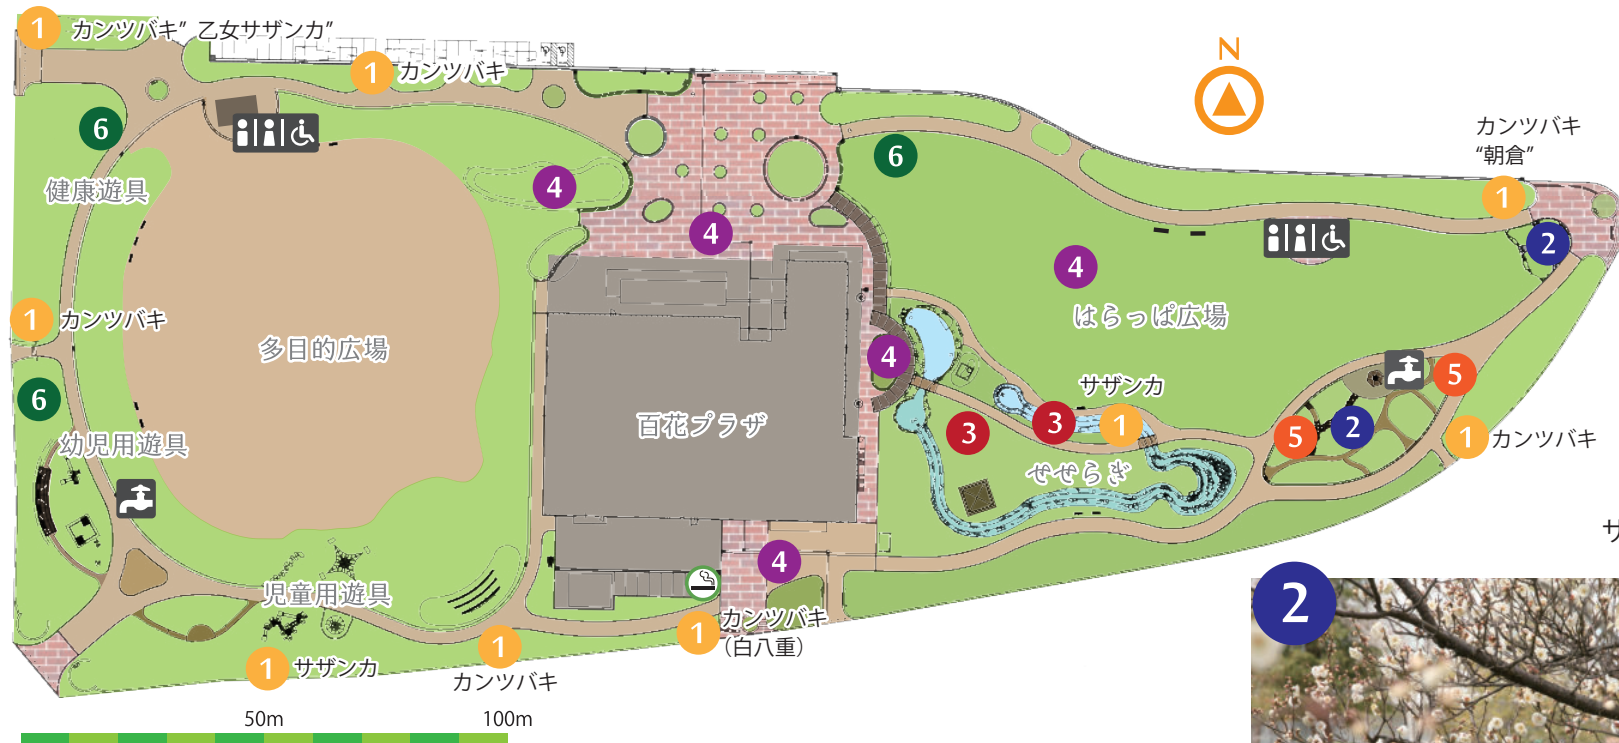 1 カンツバキ” 乙女サザンカ”
1 カンツバキ
N
カンツバキ
“朝倉”
1
6
6
4
健康遊具
4
2
4
はらっぱ広場
1 カンツバキ
多目的広場
4
サザンカ
5
6
百花プラザ
3
3
1
5
2
1 カンツバキ
幼児用遊具
せせらぎ
サ
4
児童用遊具
2
カンツバキ
1
（白八重）
1
1 サザンカ
カンツバキ
50m
100m